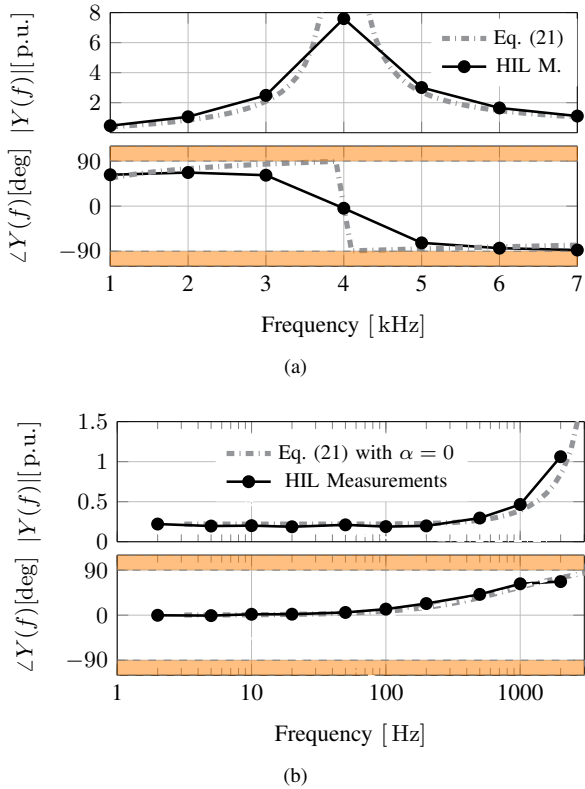 8
6
4
2
|Y(f)|[ p.u.]
Eq. (21)
HIL M.
90
0
−90
∠Y(f)[deg]
1 2 3 4 5 6 7
Frequency [ kHz]
(a)
1.5
1
0.5
0
|Y(f)|[ p.u.]
Eq. (21) with α = 0
HIL Measurements
90
0
−90
∠Y(f)[deg]
1 10 100 1000
Frequency [ Hz]
(b)